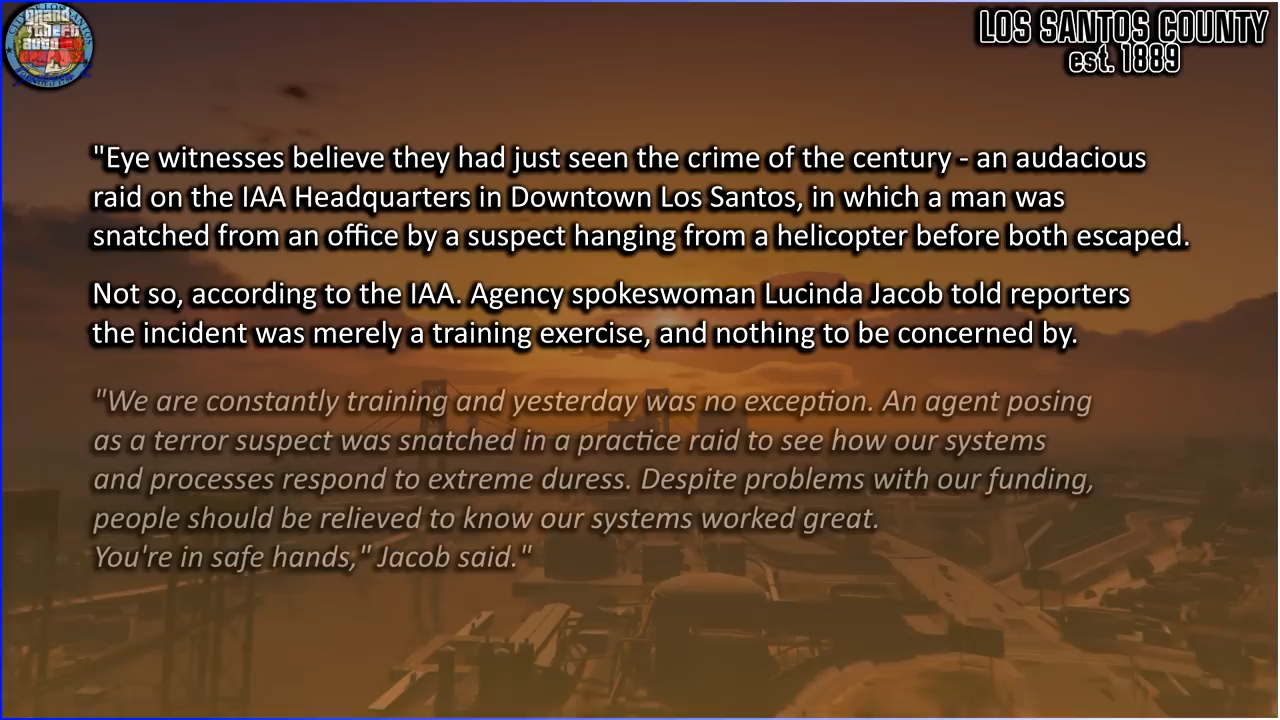 grand
theft
auto
LOS SANTOS COUNTY
est. 1889
"Eye witnesses believe they had just seen the crime of the century - an audacious
raid on the IAA Headquarters in Downtown Los Santos, in which a man was
snatched from an office by a suspect hanging from a helicopter before both escaped.
Not so, according to the IAA. Agency spokeswoman Lucinda Jacob told reporters
the incident was merely a training exercise, and nothing to be concerned by.
"We are constantly training and yesterday was no exception. An agent posing
as a terror suspect was snatched in a practice raid to see how our systems
and processes respond to extreme duress. Despite problems with our funding,
people should be relieved to know our systems worked great.
You're in safe hands," Jacob said."